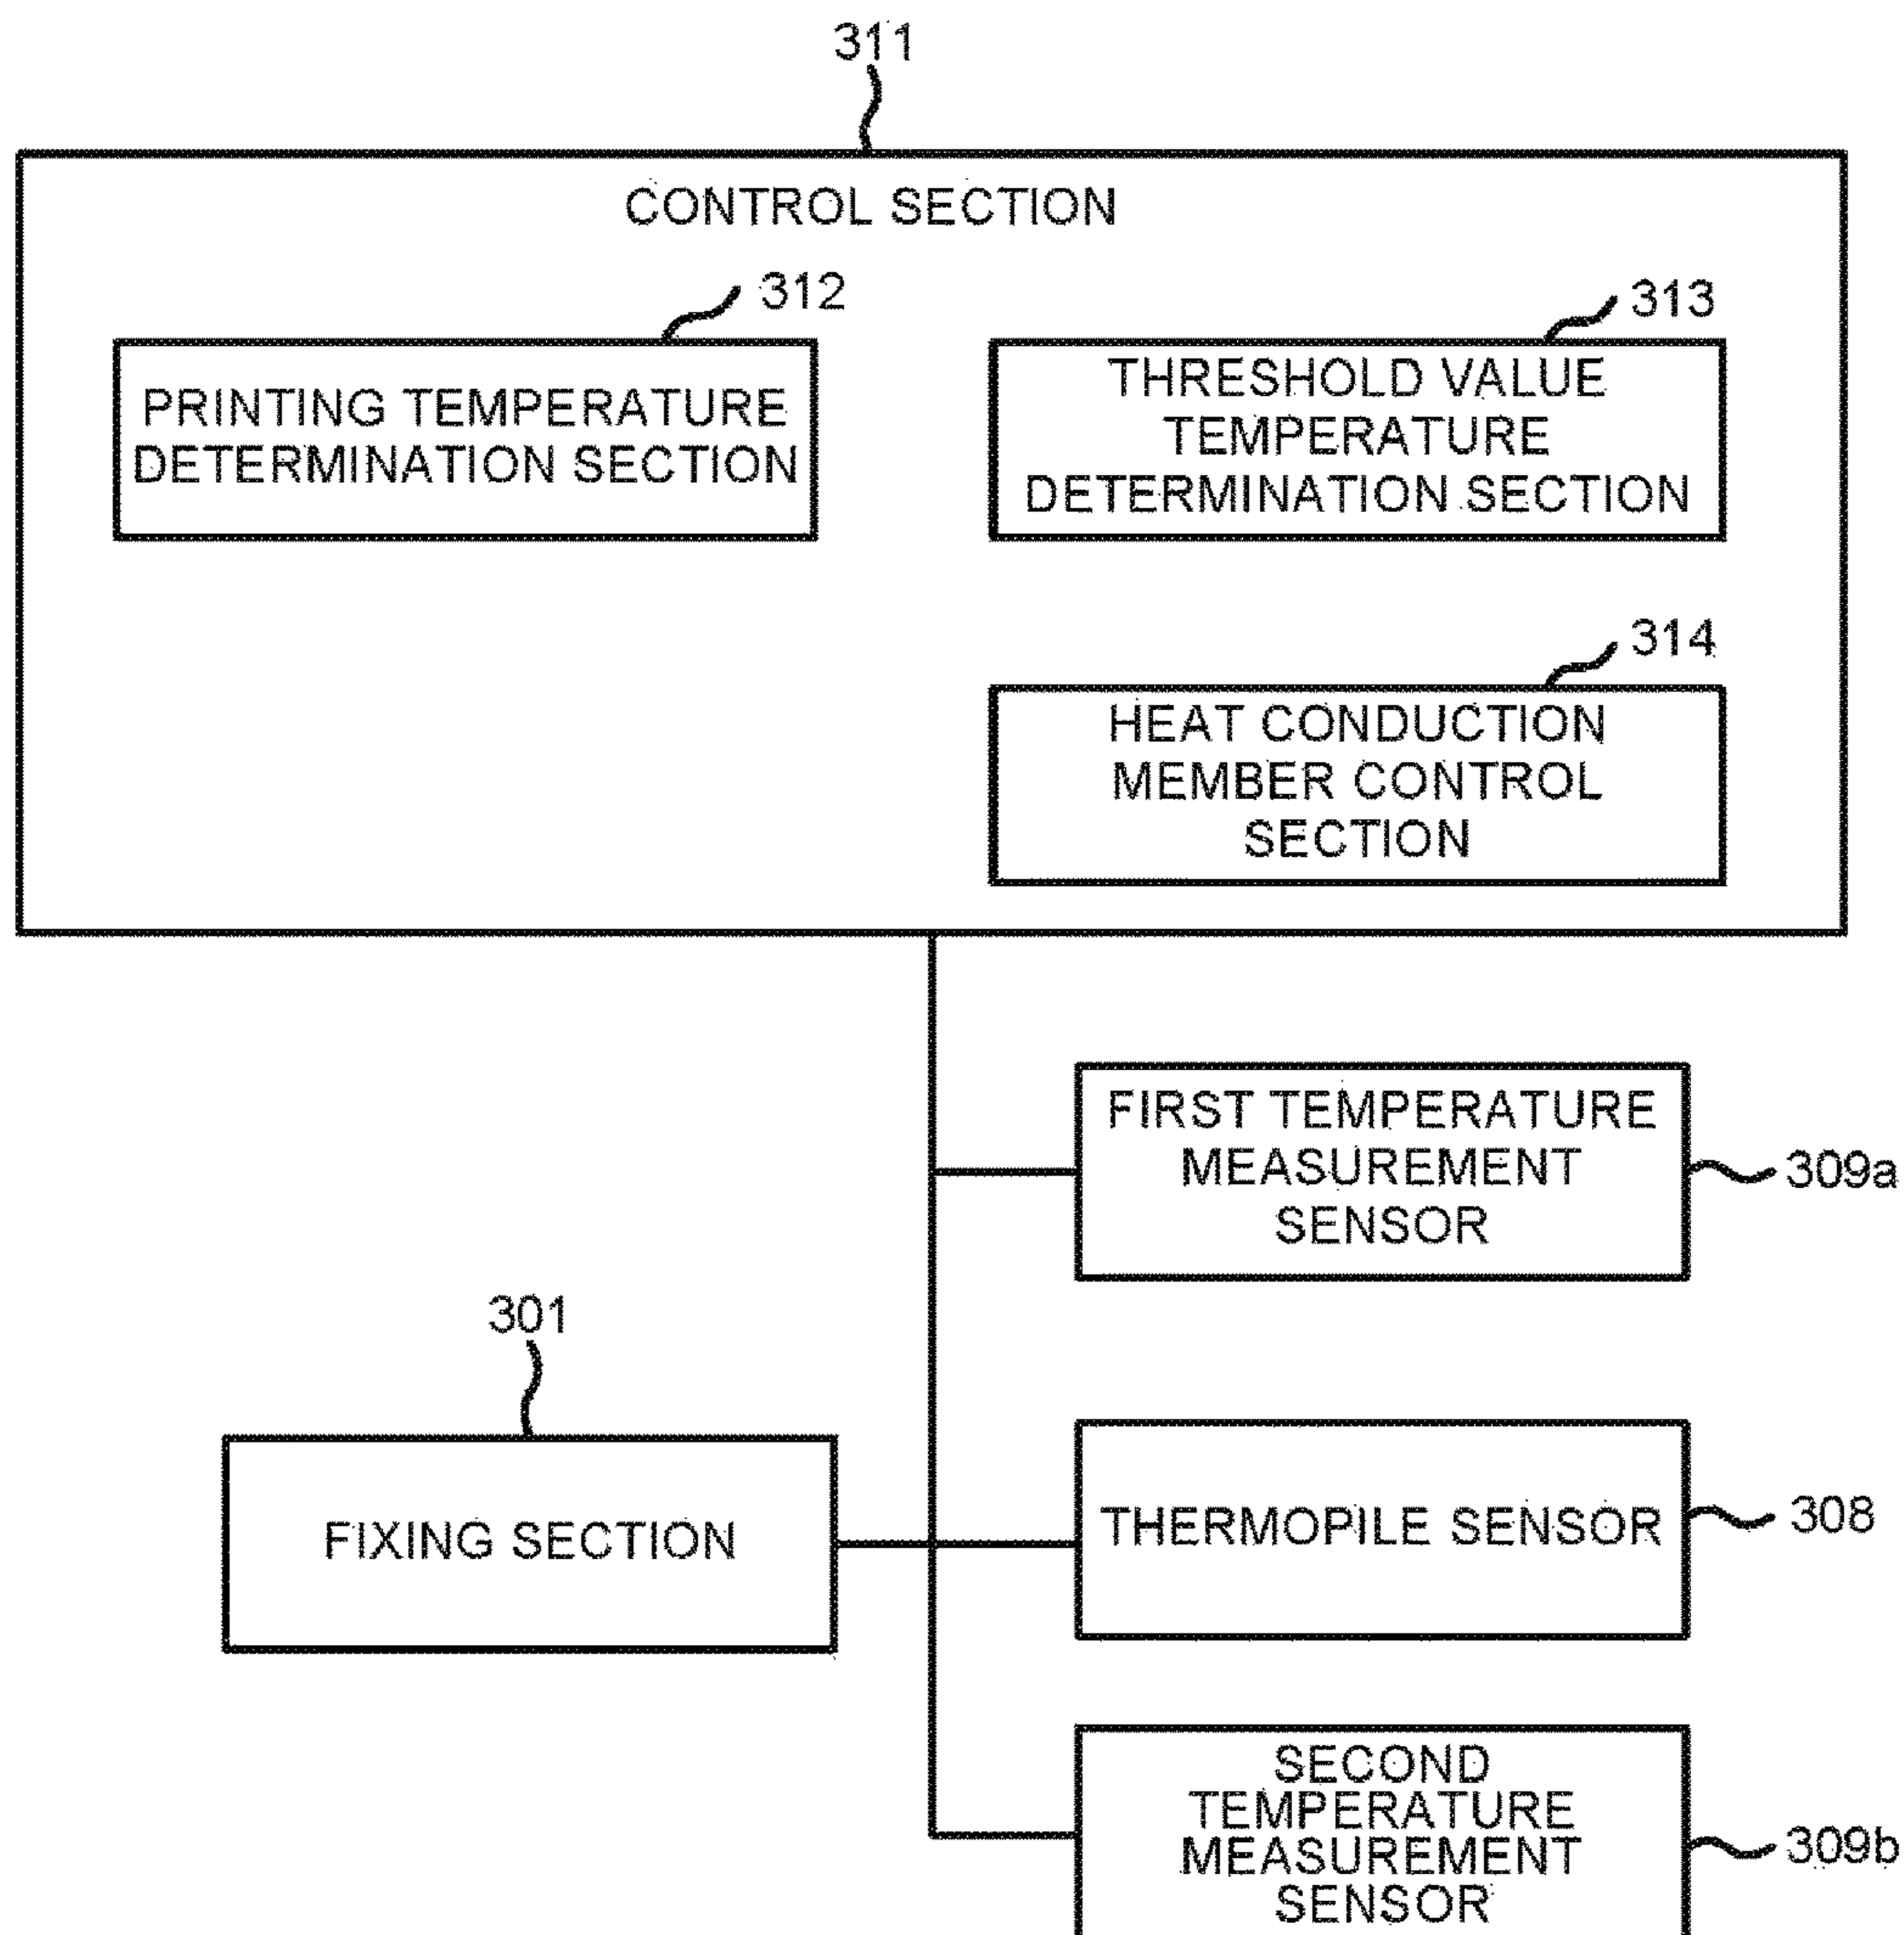 311
CONTROL SECTION
312
PRINTING TEMPERATURE
DETERMINATION SECTION
313
THRESHOLD VALUE
TEMPERATURE
DETERMINATION SECTION
314
HEAT CONDUCTION
MEMBER CONTROL
SECTION
FIRST TEMPERATURE
MEASUREMENT
SENSOR
309a
301
FIXING SECTION
THERMOPILE SENSOR
308
SECOND
TEMPERATURE
MEASUREMENT
SENSOR
309b